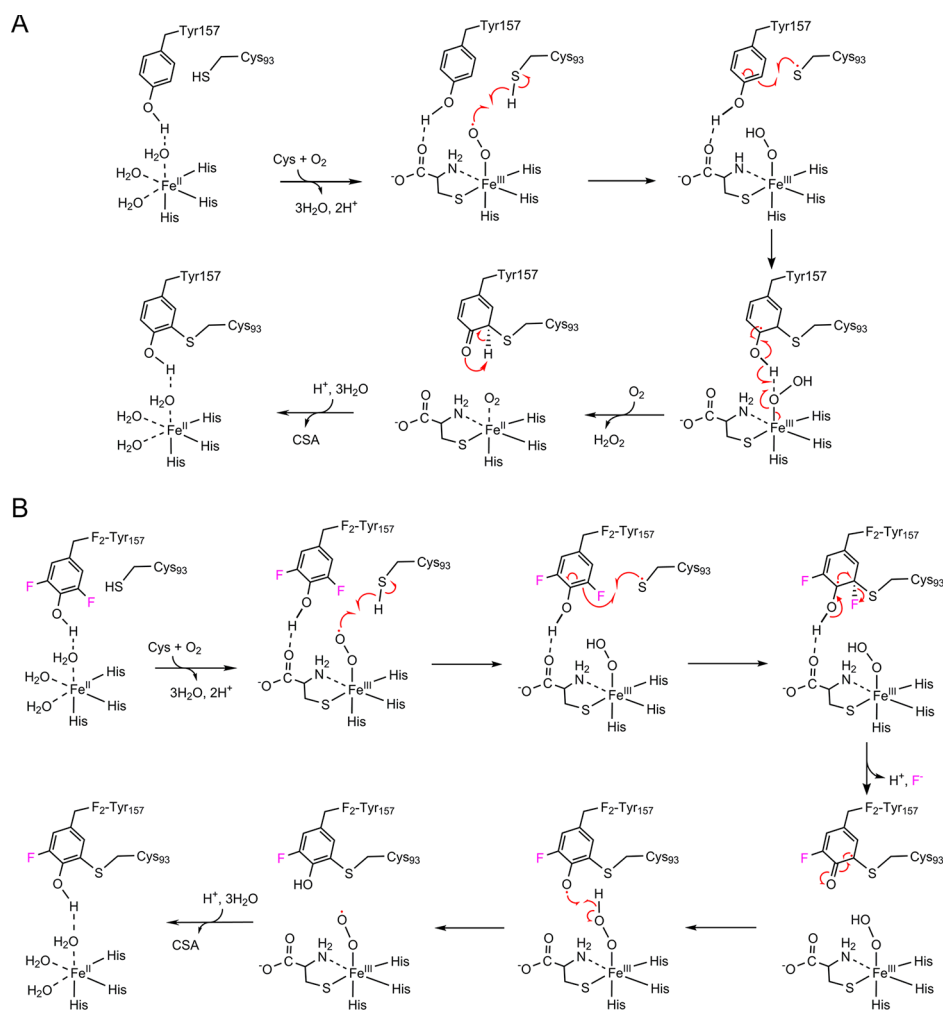 A
Tyr157
HS
Cys93
O
H
H2O
H2O
H2O
FeII
His
His
His
Cys + O2
3H2O, 2H+
Tyr157
Cys93
S
H
O
H
O
O
O
C
-O
NH2
S
FeIII
His
His
His
Tyr157
Cys93
S
O
H
HO
O
O
C
-O
NH
S
FeIII
His
His
His
Tyr157
S
Cys93
O
H
H2O
H2O
H2O
FeII
His
His
His
H+, 3H2O
CSA
Tyr157
S
Cys93
O
H
O
C
-O
NH2
O2
S
FeII
His
His
His
O2
H2O2
Tyr157
S
Cys93
O
H
H
OH
O
O
C
-O
NH2
S
FeIII
His
His
His
B
F2-Tyr157
F
F
HS
Cys93
O
H
H2O
H2O
H2O
FeII
His
His
His
Cys + O2
3H2O, 2H+
F2-Tyr157
F
F
S
Cys93
H
O
H
O
O
O
C
-O
NH2
S
FeIII
His
His
His
F2-Tyr157
F
F
S
Cys93
O
H
HO
O
O
C
-O
NH2
S
FeIII
His
His
His
F2-Tyr157
F
F
S
Cys93
O
H
HO
O
O
C
-O
NH2
S
FeIII
His
His
His
H+, F-
F2-Tyr157
F
S
Cys93
O
H
H2O
H2O
H2O
FeII
His
His
His
H+, 3H2O
CSA
F2-Tyr157
F
S
Cys93
HO
O
O
O
C
-O
NH2
S
FeIII
His
His
His
F2-Tyr157
F
S
Cys93
O
H
O
O
O
C
-O
NH2
S
FeIII
His
His
His
F2-Tyr157
F
S
Cys93
O
HO
O
O
C
-O
NH2
S
FeIII
His
His
His